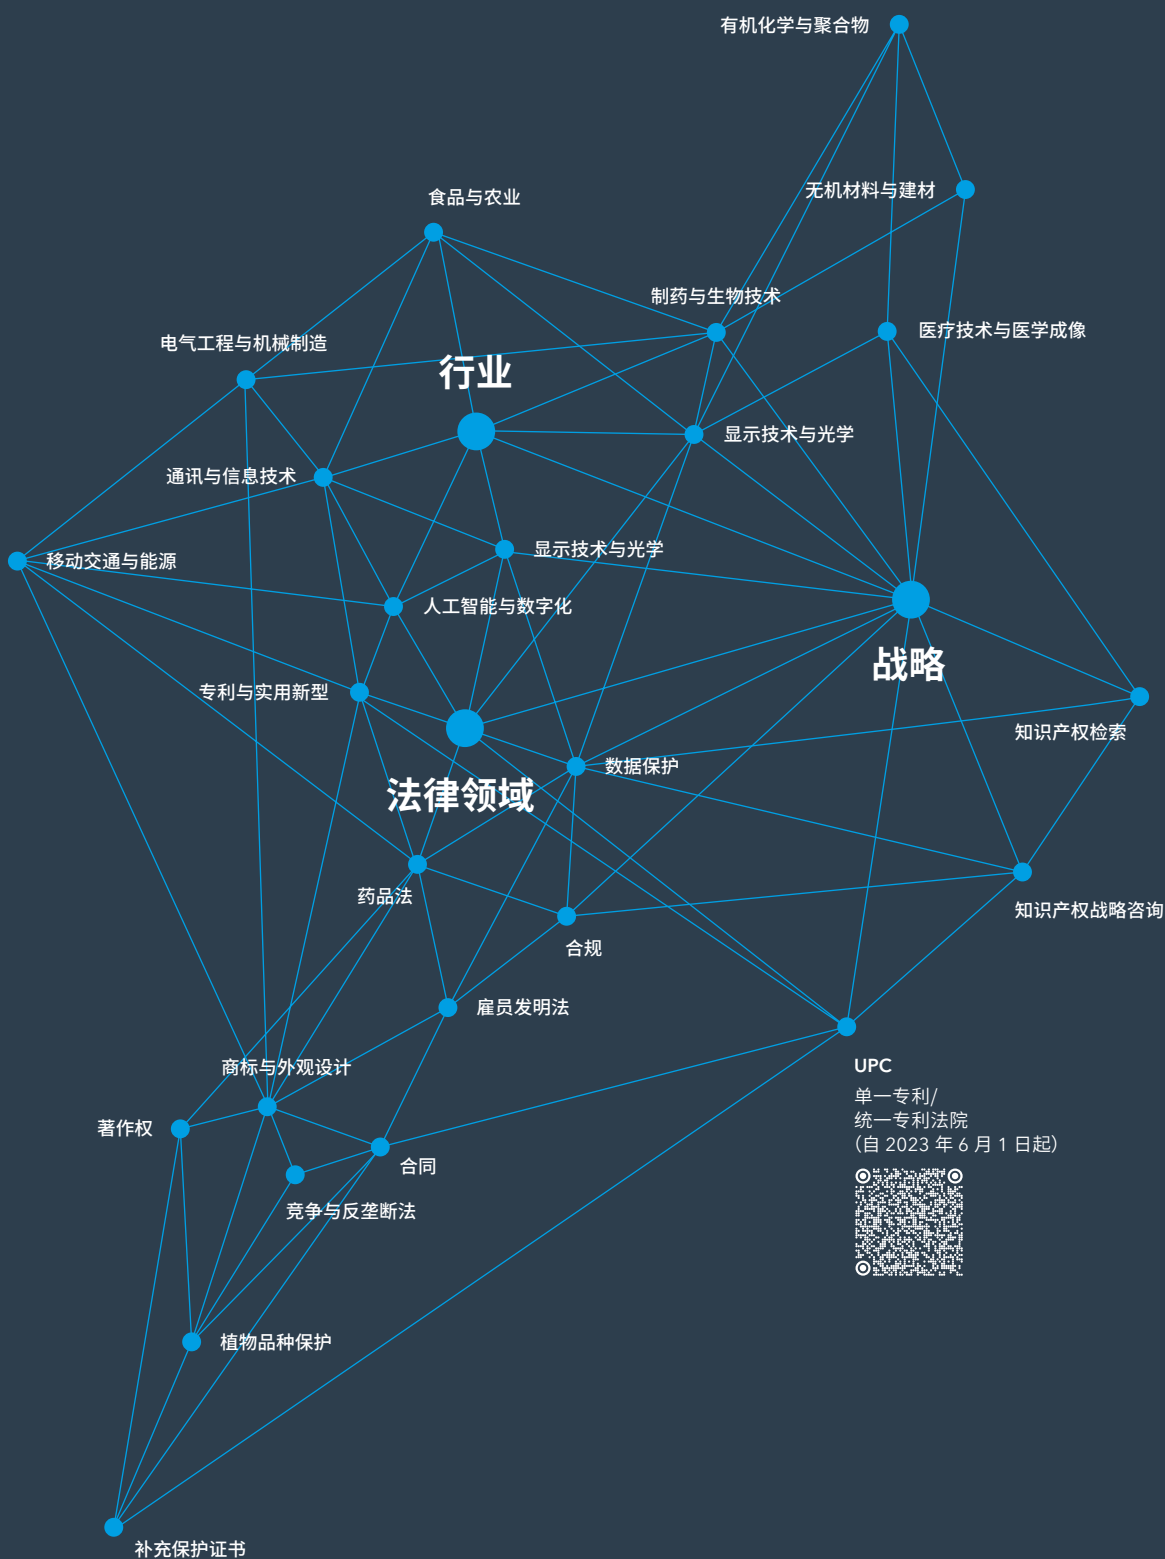 有机化学与聚合物
无机材料与建材
食品与农业
制药与生物技术
医疗技术与医学成像
电气工程与机械制造
行业
显示技术与光学
通讯与信息技术
显示技术与光学
移动交通与能源
人工智能与数字化
战略
专利与实用新型
知识产权检索
数据保护
法律领域
药品法
知识产权战略咨询
合规
雇员发明法
UPC
单一专利/
统一专利法院
(自 2023 年 6 月 1 日起)
商标与外观设计
著作权
合同
竞争与反垄断法
植物品种保护
补充保护证书